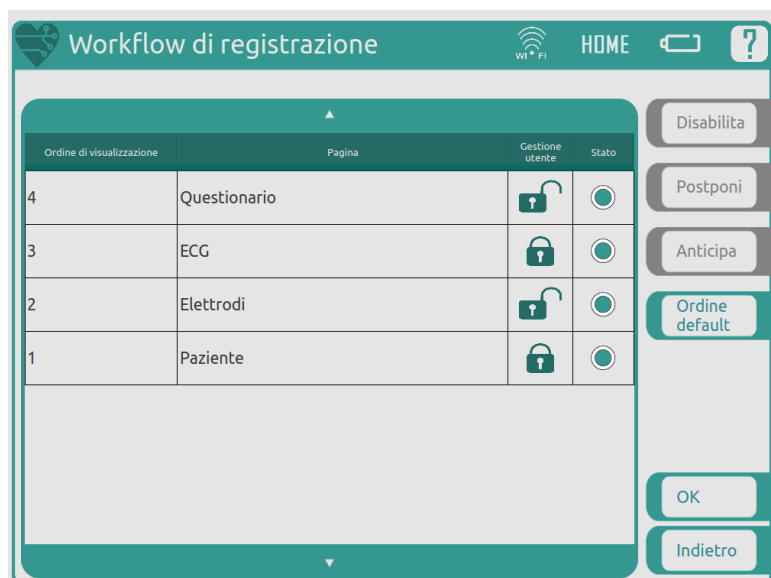 Workflow di registrazione
WI FI
HOME
?
Disabilita
Ordine di visualizzazione Pagina Gestione utente Stato
4 Questionario
Postponi
3 ECG
Anticipa
2 Elettrodi
Ordine
default
1 Paziente
OK
Indietro